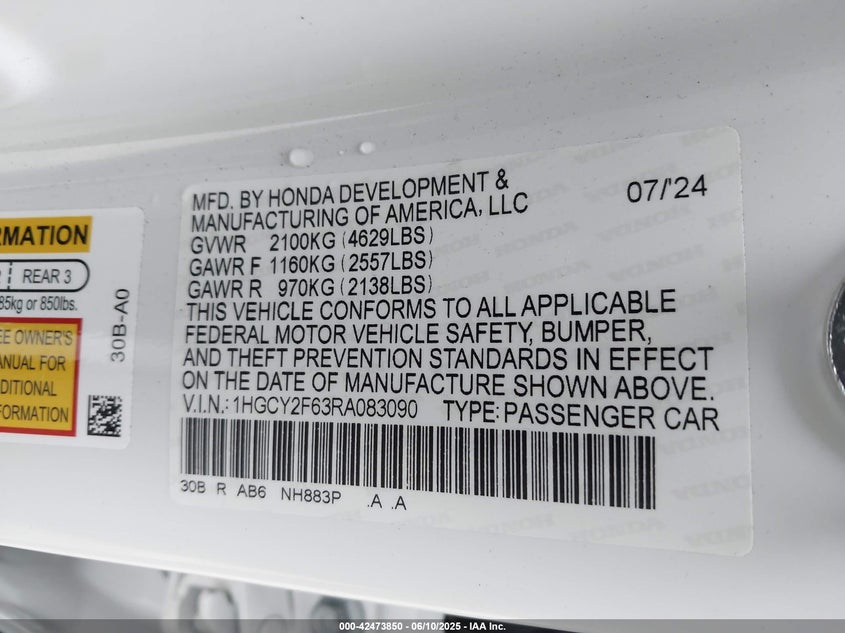 MFD. BY HONDA DEVELOPMENT &
MANUFACTURING OF AMERICA, LLC
07/'24
GVWR 2100KG (4629LBS)
GAWR F 1160KG (2557LBS)
GAWR R 970KG (2138LBS)
THIS VEHICLE CONFORMS TO ALL APPLICABLE
FEDERAL MOTOR VEHICLE SAFETY, BUMPER,
AND THEFT PREVENTION STANDARDS IN EFFECT
ON THE DATE OF MANUFACTURE SHOWN ABOVE.
V.I.N.: 1HGCY2F63RA083090 TYPE: PASSENGER CAR
30B R AB6 NH883P .A .A
RMATION
REAR 3
85kg or 850lbs.
EE OWNER'S
MANUAL FOR
DDITIONAL
FORMATION
30B-A0
HONDA
000-42473850 | 06/10/2025 - IAA Inc.